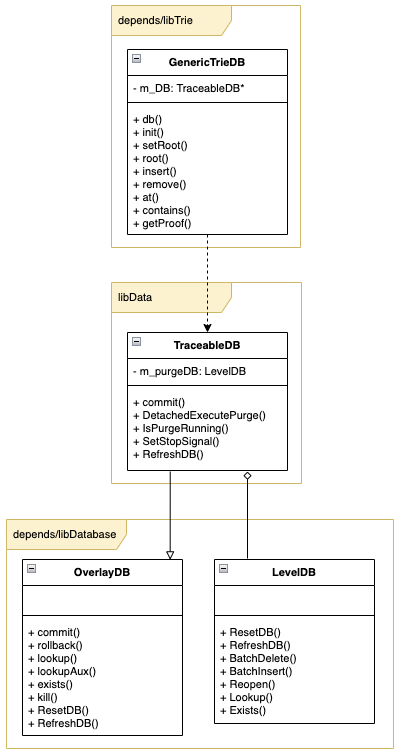 depends/libTrie
GenericTrieDB
- m_DB: TraceableDB*
+ db()
+ init()
+ setRoot()
+ root()
+ insert()
+ remove()
+ at()
+ contains()
+ getProof()
libData
TraceableDB
- m_purgeDB: LevelDB
+ commit()
+ DetachedExecutePurge()
+ IsPurgeRunning()
+ SetStopSignal()
+ RefreshDB()
depends/libDatabase
OverlayDB
+ commit()
+ rollback()
+ lookup()
+ lookupAux()
+ exists()
+ kill()
+ ResetDB()
+ RefreshDB()
LevelDB
+ ResetDB()
+ RefreshDB()
+ BatchDelete()
+ BatchInsert()
+ Reopen()
+ Lookup()
+ Exists()